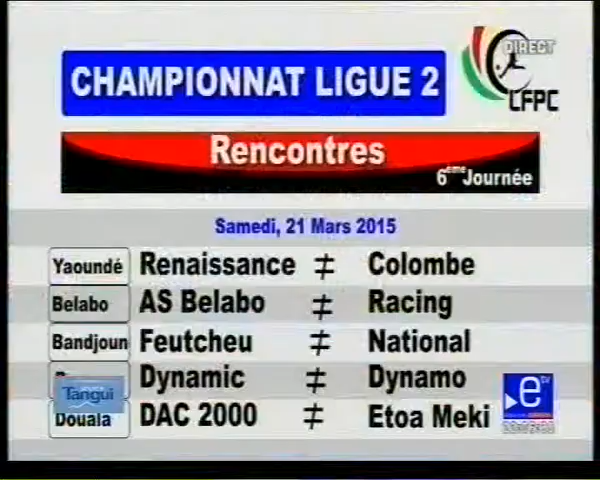 DIRECT
CHAMPIONNAT LIGUE 2
LFPC
Rencontres
6ème Journée
Samedi, 21 Mars 2015
Yaoundé Renaissance ≠ Colombe
Belabo AS Belabo ≠ Racing
Bandjoun Feutcheu ≠ National
Dynamic ≠ Dynamo
Tangui
Douala DAC 2000 ≠ Etoa Meki
e tv